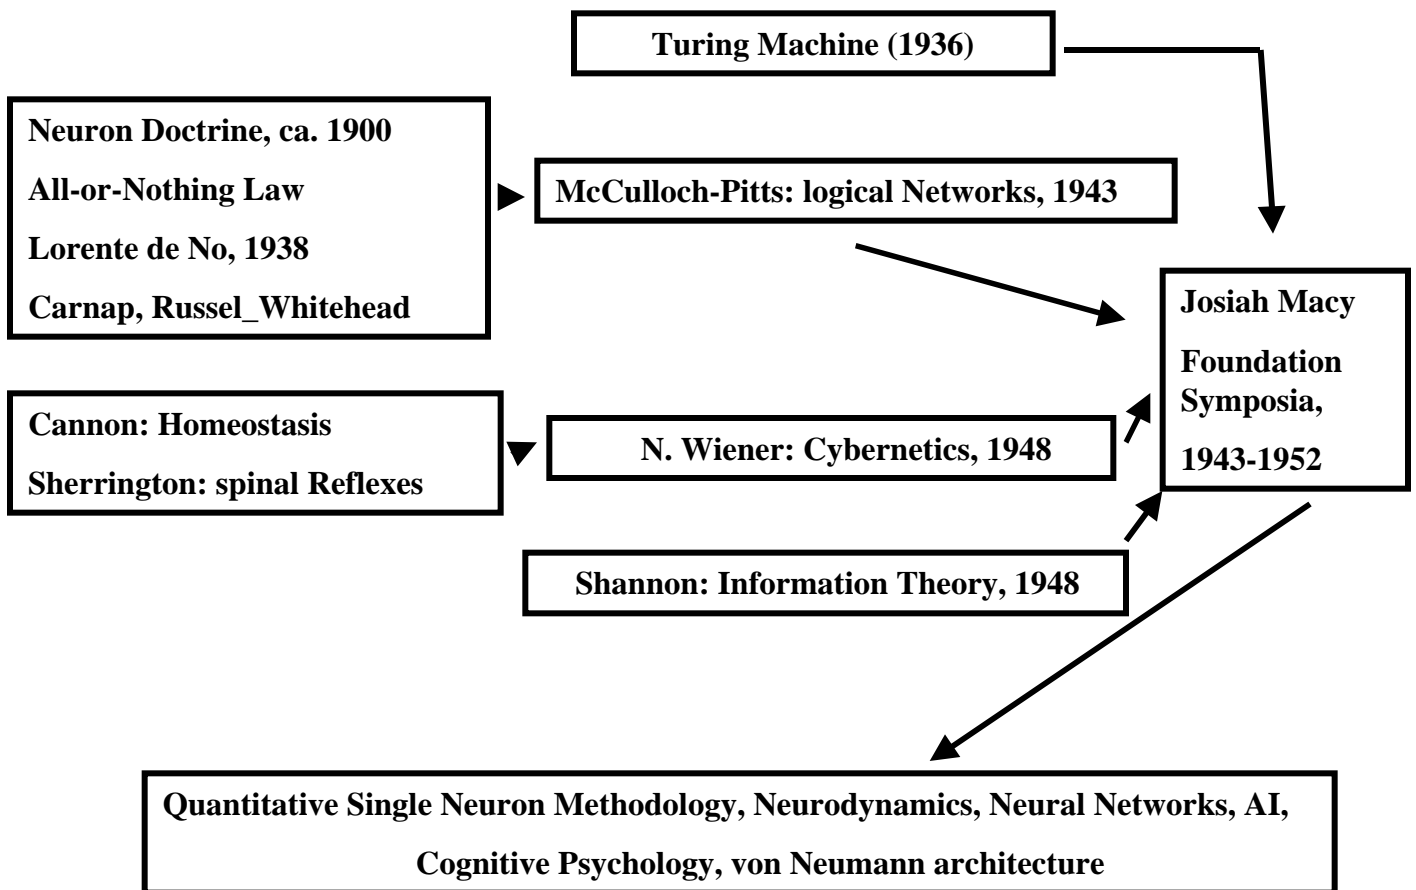 Turing Machine (1936)
Neuron Doctrine, ca. 1900
All-or-Nothing Law
Lorente de No, 1938
Carnap, Russel_Whitehead
McCulloch-Pitts: logical Networks, 1943
Josiah Macy
Foundation
Symposia,
1943-1952
Cannon: Homeostasis
Sherrington: spinal Reflexes
N. Wiener: Cybernetics, 1948
Shannon: Information Theory, 1948
Quantitative Single Neuron Methodology, Neurodynamics, Neural Networks, AI,
Cognitive Psychology, von Neumann architecture